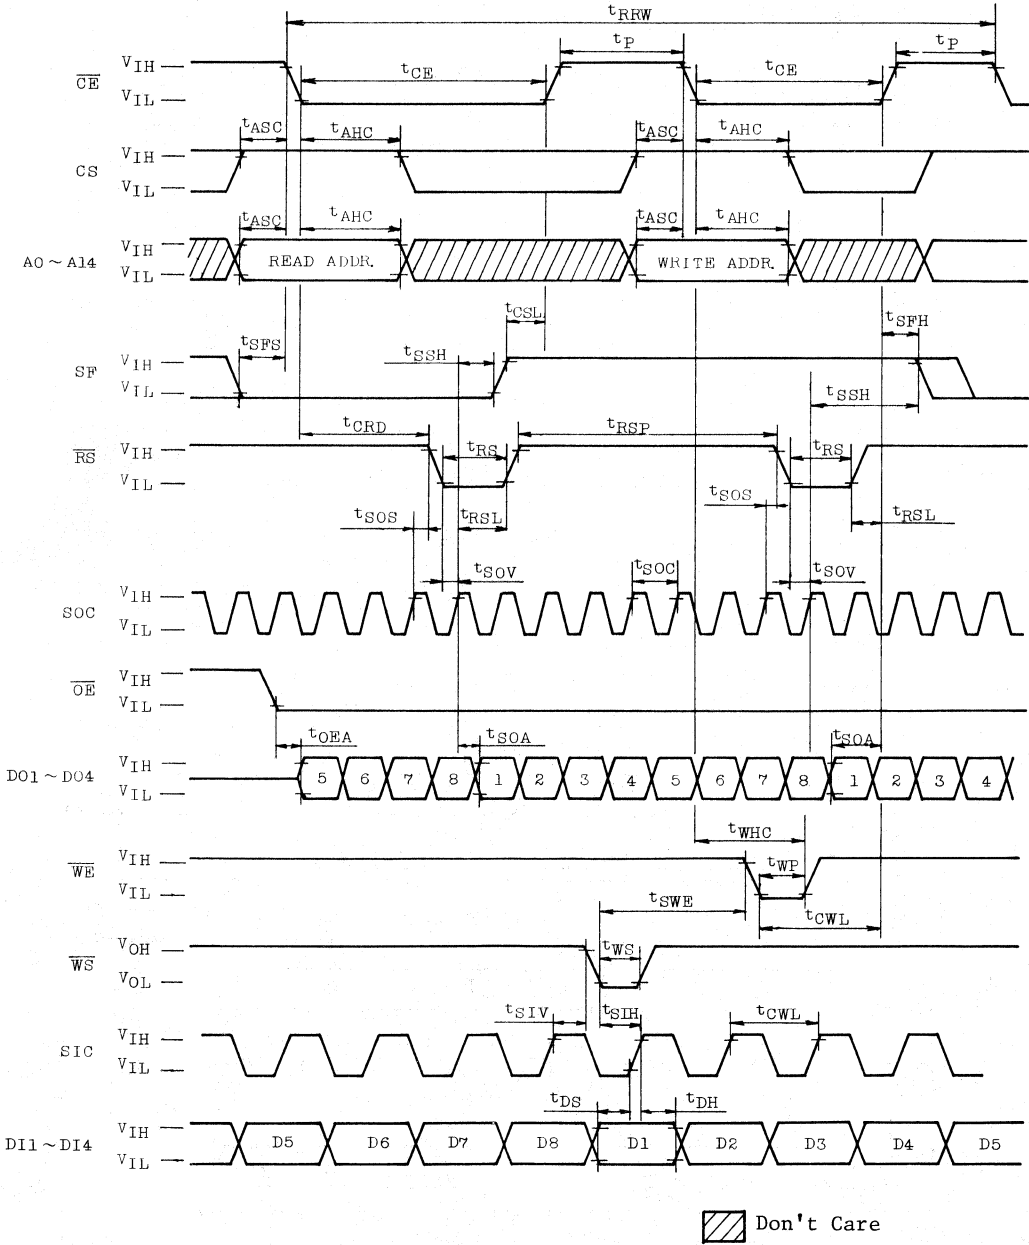 tRRW
tP tP
VIH
CE tCE tCE
VIL
tASC tAHC tASC tAHC
VIH
CS
VIL
tASC tAHC tASC tAHC
VIH
A0~A14 READ ADDR. WRITE ADDR.
VIL
tCSL tSFH
tSFS tSSH
VIH
SF
VIL
tSSH
tCRD tRSP
VIH
RS tRS tRS
VIL
tSOS tSOS
tRSL tRSL
tSOV tSOC tSOV
VIH
SOC
VIL
VIH
OE
VIL
tOEA tSOA tSOA
VIH
DO1~DO4 5 6 7 8 1 2 3 4 5 6 7 8 1 2 3 4
VIL
tWHC
VIH
WE tWP
VIL
tSWE
tCWL
VOH
WS tWS
VOL
tSIV tSIH tCWL
VIH
SIC
VIL
tDS tDH
VIH
DI1~DI4 D5 D6 D7 D8 D1 D2 D3 D4 D5
VIL
Don't Care